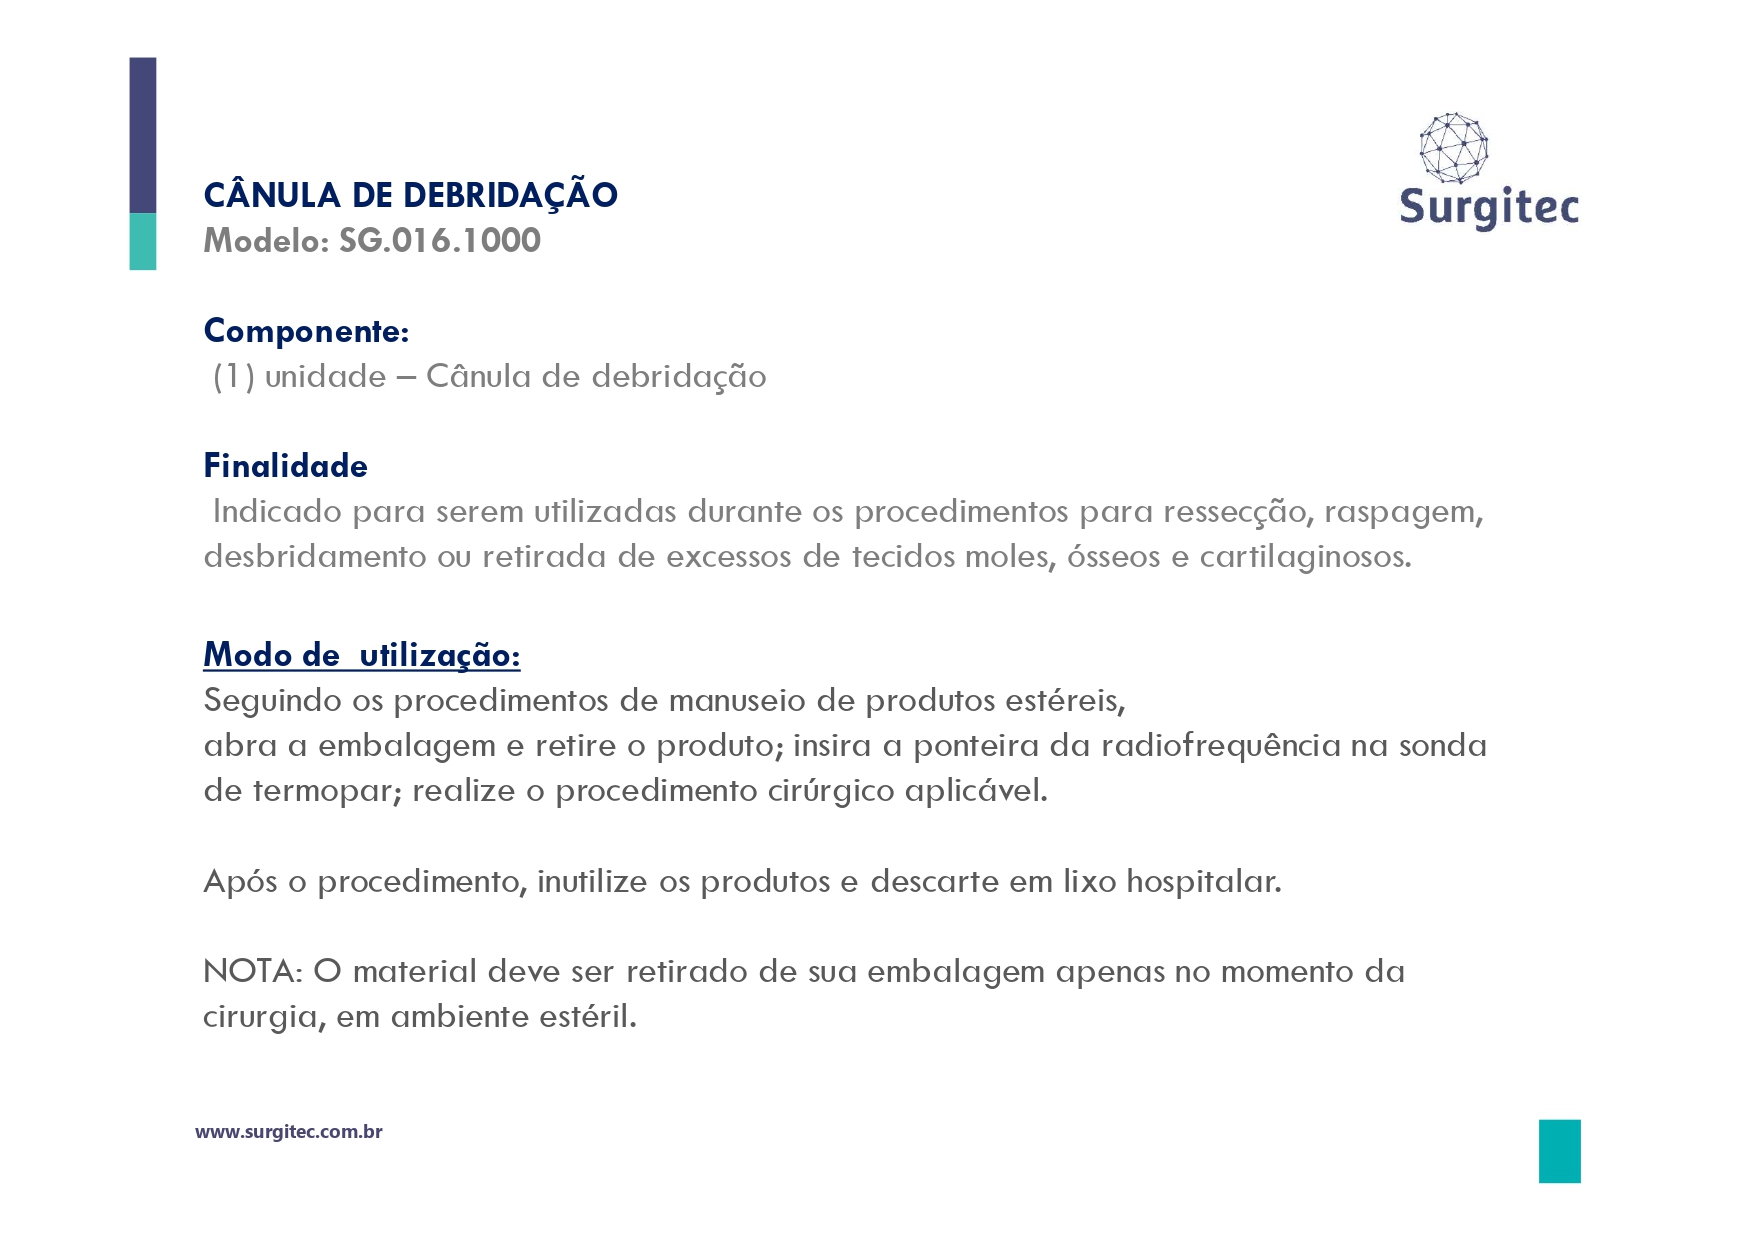 Surgitec
CÂNULA DE DEBRIDAÇÃO
Modelo: SG.016.1000
Componente:
(1) unidade – Cânula de debridação
Finalidade
Indicado para serem utilizadas durante os procedimentos para ressecção, raspagem,
desbridamento ou retirada de excessos de tecidos moles, ósseos e cartilaginosos.
Modo de utilização:
Seguindo os procedimentos de manuseio de produtos estéreis,
abra a embalagem e retire o produto; insira a ponteira da radiofrequência na sonda
de termopar; realize o procedimento cirúrgico aplicável.
Após o procedimento, inutilize os produtos e descarte em lixo hospitalar.
NOTA: O material deve ser retirado de sua embalagem apenas no momento da
cirurgia, em ambiente estéril.
www.surgitec.com.br